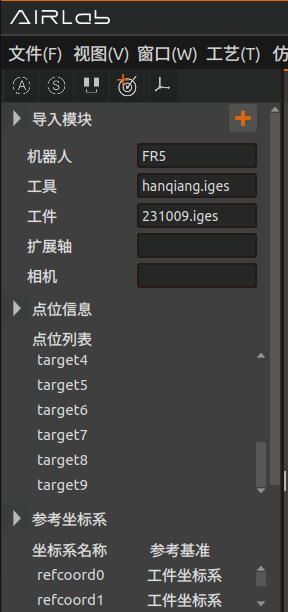 AIRLab
文件(F) 视图(V) 窗口(W) 工艺(T) 仿
A S
导入模块
机器人 FR5
工具 hanqiang.iges
工件 231009.iges
扩展轴
相机
点位信息
点位列表
target4
target5
target6
target7
target8
target9
参考坐标系
坐标系名称 参考基准
refcoord0 工件坐标系
refcoord1 工件坐标系